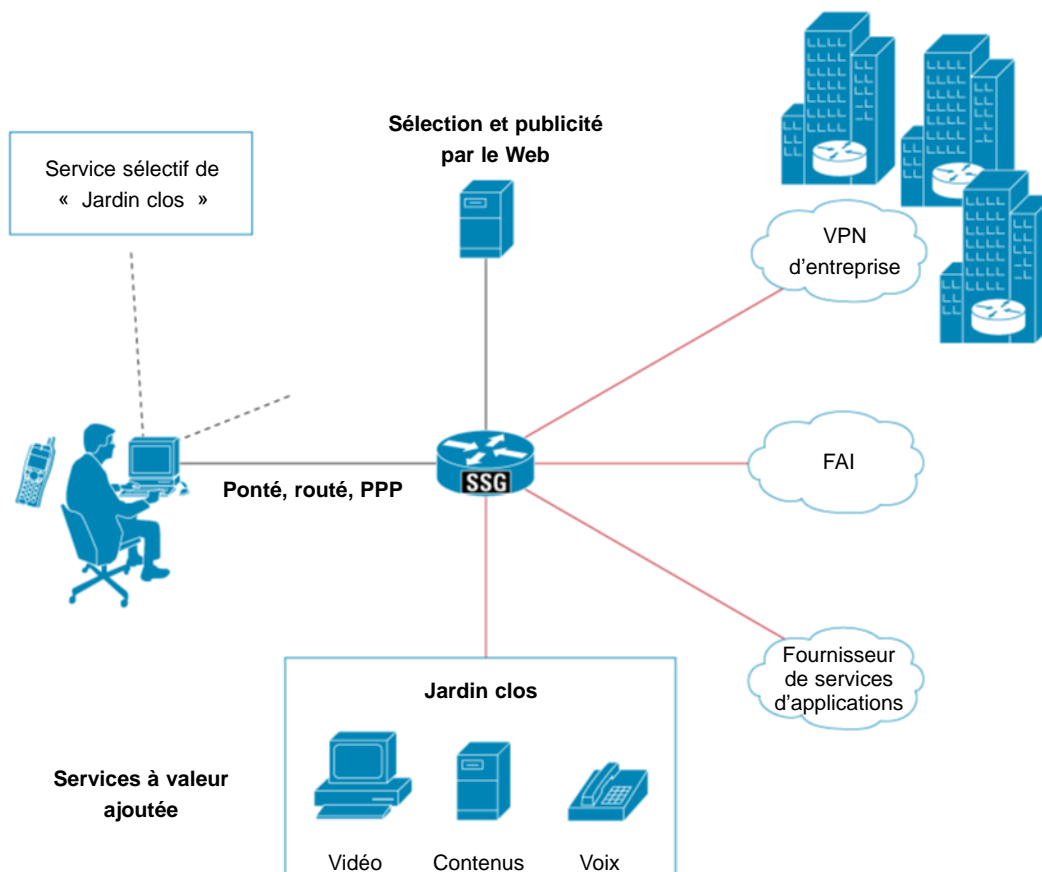 Sélection et publicité
par le Web
Service sélectif de
« Jardin clos »
VPN
d'entreprise
FAI
Ponté, routé, PPP
SSG
Fournisseur
de services
d'applications
Jardin clos
Services à valeur
ajoutée
Vidéo
Contenus
Voix